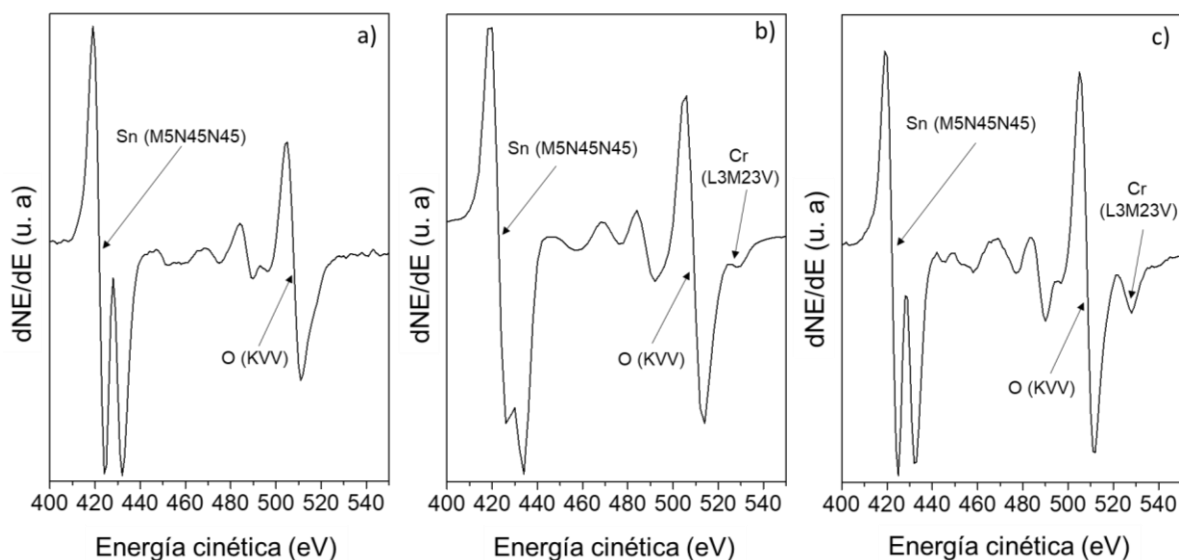 a)
Sn (M5N45N45)
O (KVV)
dNE/dE (u. a)
400 420 440 460 480 500 520
Energía cinética (eV)
b)
Sn (M5N45N45)
Cr
(L3M23V)
O (KVV)
dNE/dE (u. a)
400 420 440 460 480 500 520 540
Energía cinética (eV)
c)
Sn (M5N45N45)
Cr
(L3M23V)
O (KVV)
dNE/dE (u. a)
400 420 440 460 480 500 520 540
Energía cinética (eV)